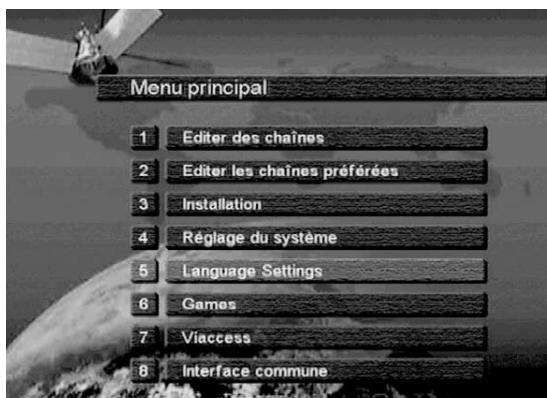 Menu principal
1 Editer des chaînes
2 Editer les chaînes préférées
3 Installation
4 Réglage du système
5 Language Settings
6 Games
7 Viaccess
8 Interface commune